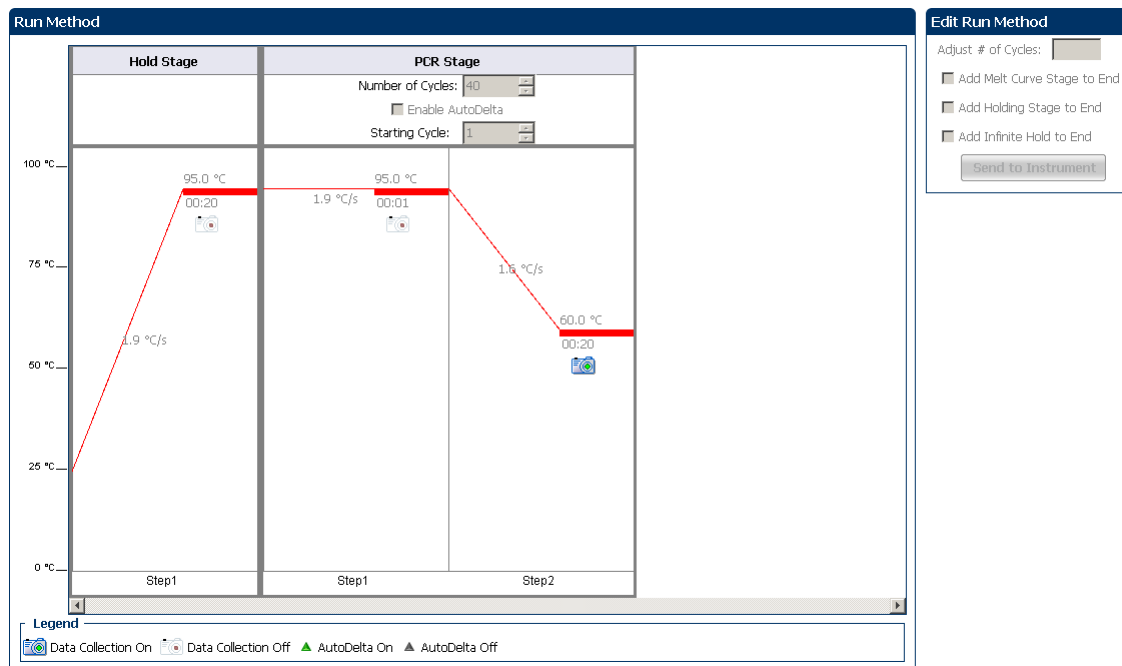 Run Method
Edit Run Method
Hold Stage
PCR Stage
Number of Cycles: 40
Enable AutoDelta
Starting Cycle: 1
Adjust # of Cycles:
Add Melt Curve Stage to End
Add Holding Stage to End
Add Infinite Hold to End
Send to Instrument
100 °C
75 °C
50 °C
25 °C
0 °C
95.0 °C
00:20
1.9 °C/s
95.0 °C
1.9 °C/s
00:01
1.6 °C/s
60.0 °C
00:20
Step1
Step1
Step2
Legend
Data Collection On Data Collection Off AutoDelta On AutoDelta Off